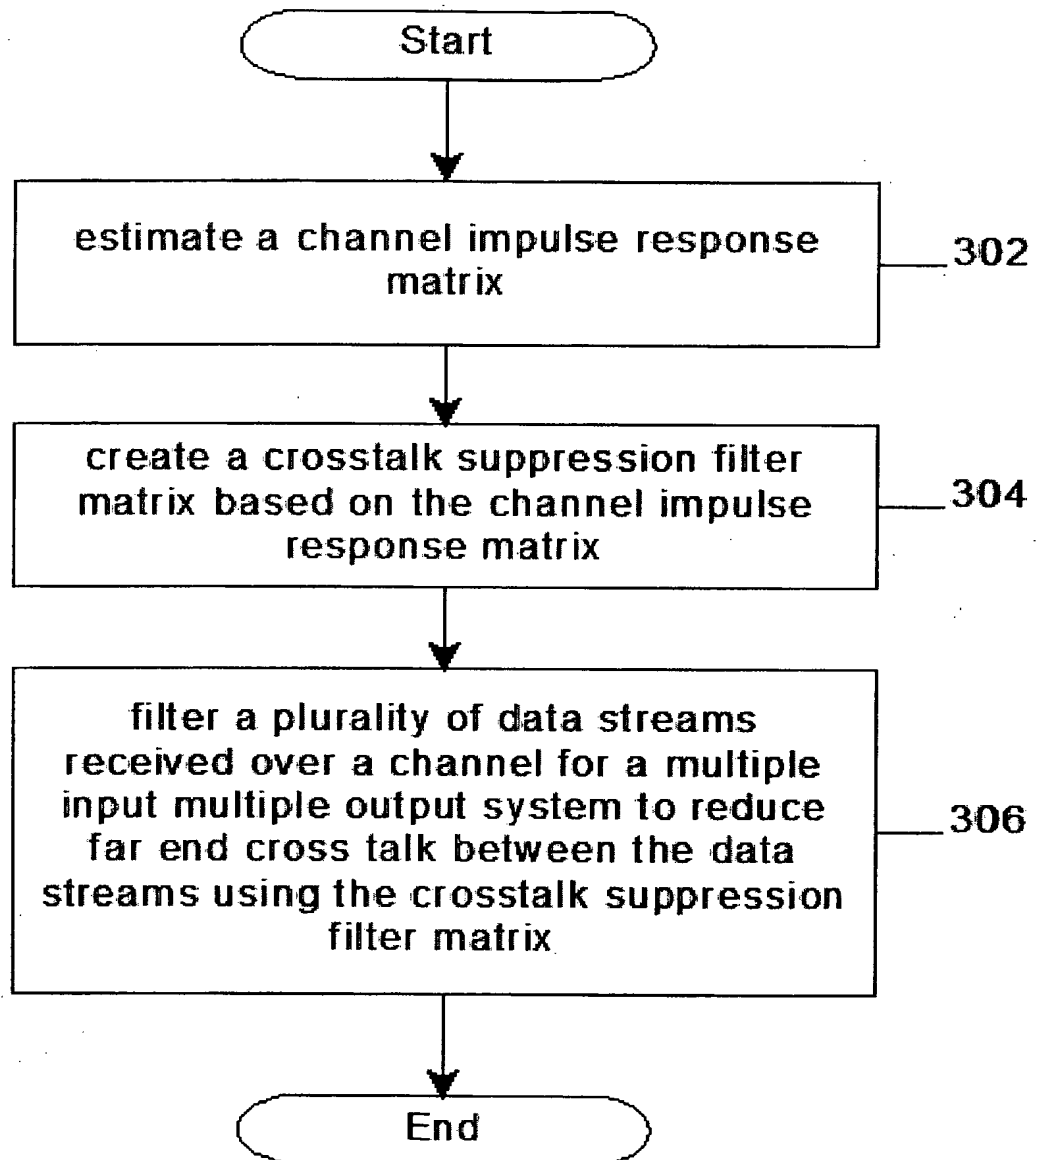 Start
estimate a channel impulse response
matrix
302
create a crosstalk suppression filter
matrix based on the channel impulse
response matrix
304
filter a plurality of data streams
received over a channel for a multiple
input multiple output system to reduce
far end cross talk between the data
streams using the crosstalk suppression
filter matrix
306
End